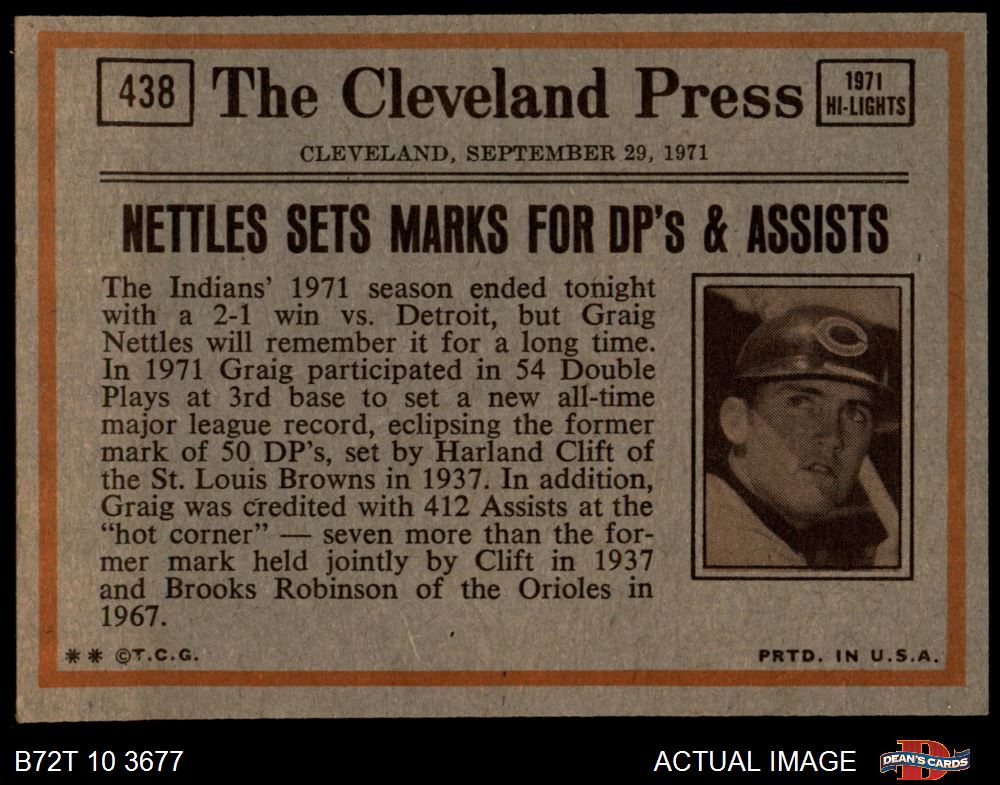 438
The Cleveland Press
1971
HI-LIGHTS
CLEVELAND, SEPTEMBER 29, 1971
NETTLES SETS MARKS FOR DP's & ASSISTS
The Indians' 1971 season ended tonight
with a 2-1 win vs. Detroit, but Graig
Nettles will remember it for a long time.
In 1971 Graig participated in 54 Double
Plays at 3rd base to set a new all-time
major league record, eclipsing the former
mark of 50 DP's, set by Harland Clift of
the St. Louis Browns in 1937. In addition,
Graig was credited with 412 Assists at the
“hot corner” — seven more than the for-
mer mark held jointly by Clift in 1937
and Brooks Robinson of the Orioles in
1967.
** ©T.C.G.
PRTD. IN U.S.A.
B72T 10 3677
ACTUAL IMAGE
D
DEAN'S CARDS